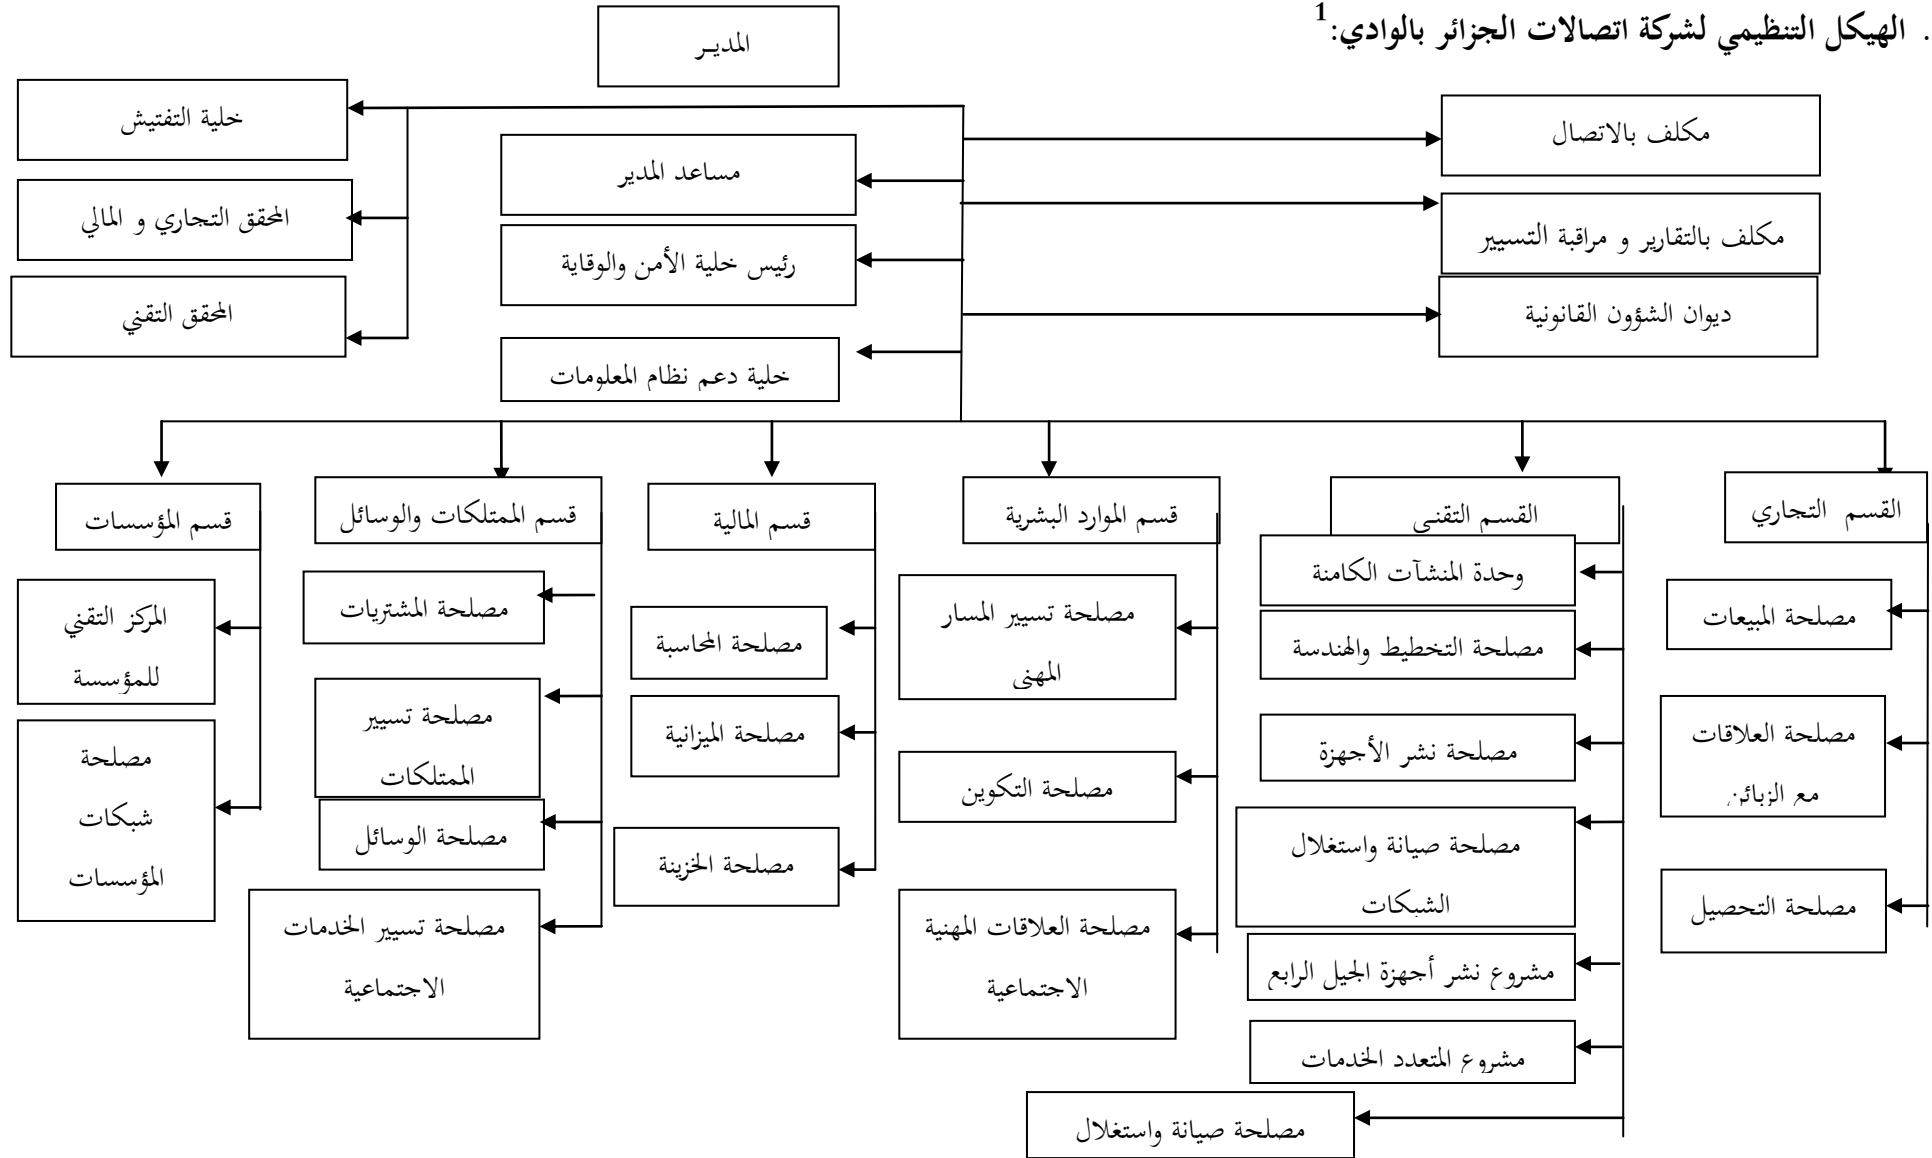 . الهيكل التنظيمي لشركة اتصالات الجزائر بالوادي:1
المديـر
مكلف بالاتصال
مكلف بالتقارير و مراقبة التسيير
ديوان الشؤون القانونية
مساعد المدير
رئيس خلية الأمن والوقاية
خلية دعم نظام المعلومات
خلية التفتيش
المحقق التجاري و المالي
المحقق التقني
القسم التجاري
مصلحة المبيعات
مصلحة العلاقات
مع الزبائن
مصلحة التحصيل
القسم التقنـي
وحدة المنشآت الكامنة
مصلحة التخطيط والهندسة
مصلحة نشر الأجهزة
مصلحة صيانة واستغلال
الشبكات
مشروع نشر أجهزة الجيل الرابع
مشروع المتعدد الخدمات
مصلحة صيانة واستغلال
قسم الموارد البشرية
مصلحة تسيير المسار
المهني
مصلحة التكوين
مصلحة العلاقات المهنية
الاجتماعية
قسم المالية
مصلحة المحاسبة
مصلحة الميزانية
مصلحة الخزينة
قسم الممتلكات والوسائل
مصلحة المشتريات
مصلحة تسيير
الممتلكات
مصلحة الوسائل
مصلحة تسيير الخدمات
الاجتماعية
قسم المؤسسات
المركز التقني
للمؤسسة
مصلحة
شبكات
المؤسسات